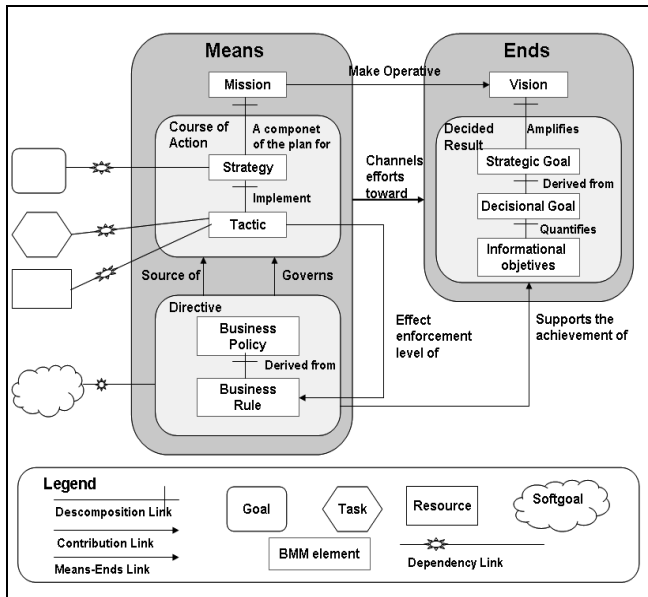 Means
Ends
Mission
Make Operative
Vision
Course of
Action
A componet
of the plan for
Decided
Result
Amplifies
Strategy
Channels
efforts
toward
Strategic Goal
Implement
Derived from
Tactic
Decisional Goal
Quantifies
Informational
objetives
Source of
Governs
Directive
Business
Policy
Effect
enforcement
level of
Supports the
achievement of
Derived from
Business
Rule
Legend
Descomposition Link
Contribution Link
Means-Ends Link
Goal
Task
Resource
Softgoal
BMM element
Dependency Link